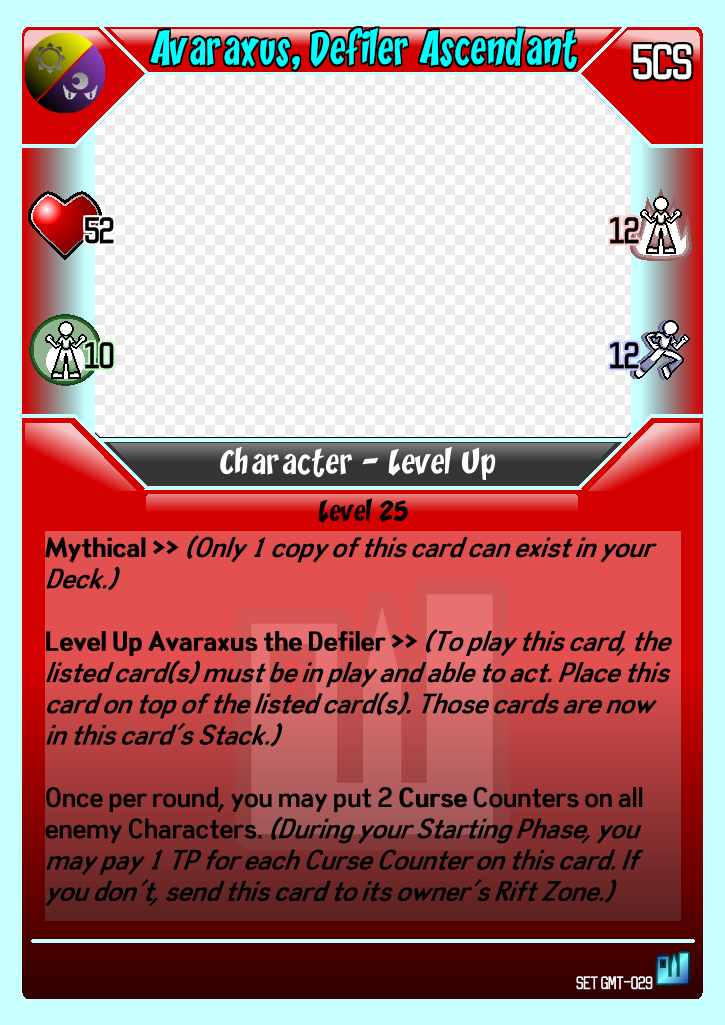 Avaraxus, Defiler Ascendant
5CS
52
12
10
12
Character - Level Up
Level 25
Mythical >> (Only 1 copy of this card can exist in your
Deck.)
Level Up Avaraxus the Defiler >> (To play this card, the
listed card(s) must be in play and able to act. Place this
card on top of the listed card(s). Those cards are now
in this card's Stack.)
Once per round, you may put 2 Curse Counters on all
enemy Characters. (During your Starting Phase, you
may pay 1 TP for each Curse Counter on this card. If
you don't, send this card to its owner's Rift Zone.)
SET GMT-029